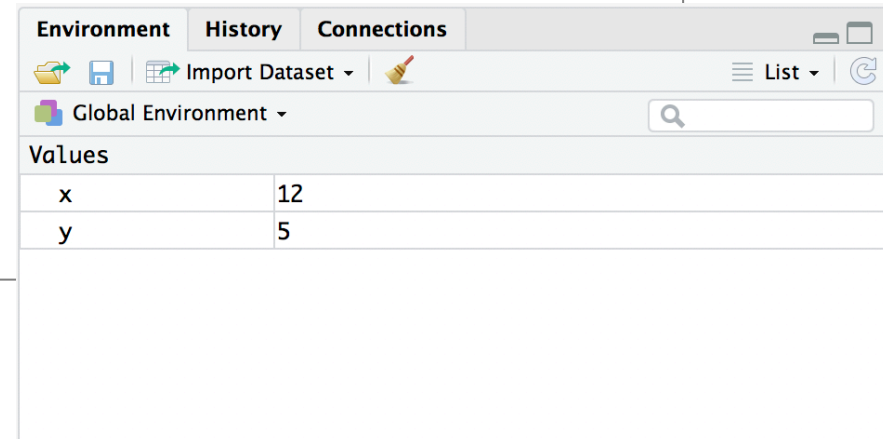 Environment History Connections
Import Dataset List
Global Environment
Values
x 12
y 5